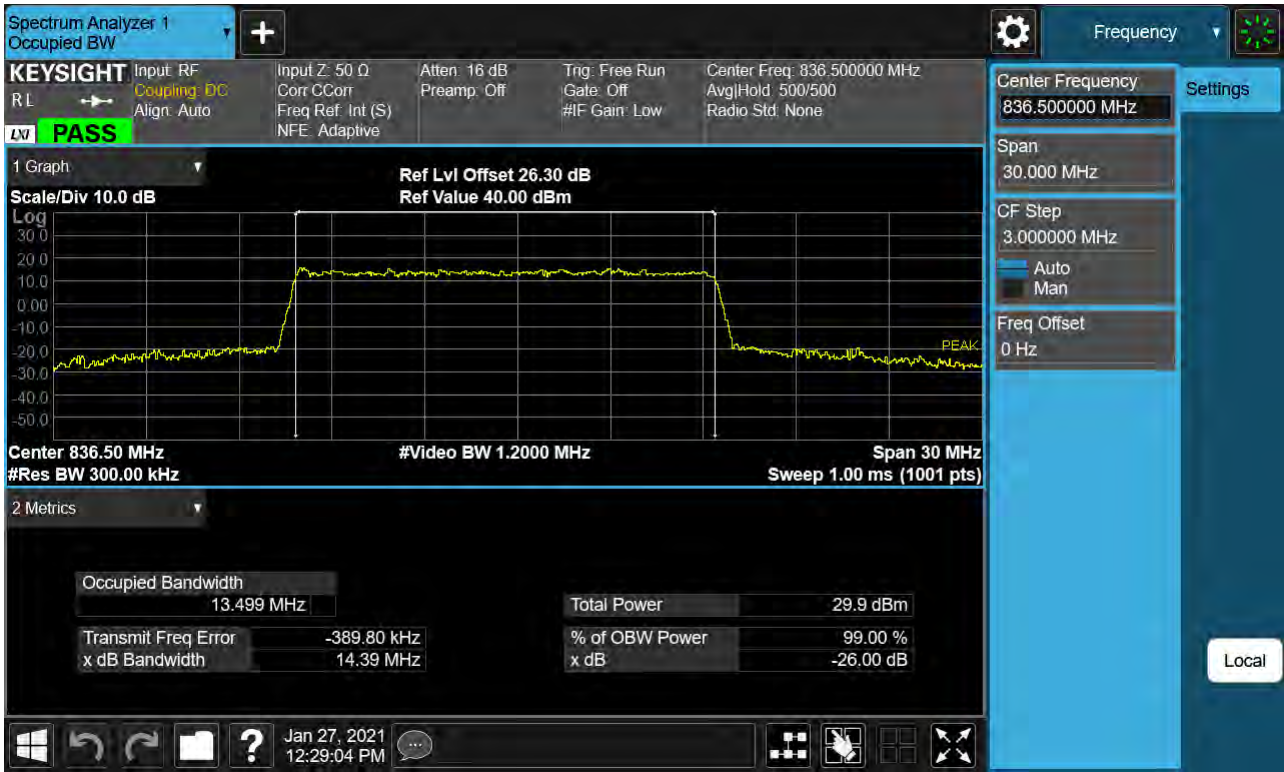 Spectrum Analyzer 1
Occupied BW
Frequency
KEYSIGHT
RL
LXI
PASS
Input: RF
Coupling: DC
Align: Auto
Input Z: 50 Ω
Corr CCorr
Freq Ref: Int (S)
NFE: Adaptive
Atten: 16 dB
Preamp: Off
Trig: Free Run
Gate: Off
#IF Gain: Low
Center Freq: 836.500000 MHz
Avg|Hold: 500/500
Radio Std: None
Center Frequency
836.500000 MHz
Settings
Span
30.000 MHz
CF Step
3.000000 MHz
Auto
Man
Freq Offset
0 Hz
Local
1 Graph
Scale/Div 10.0 dB
Ref Lvl Offset 26.30 dB
Ref Value 40.00 dBm
Log
30.0
20.0
10.0
0.00
-10.0
-20.0
-30.0
-40.0
-50.0
PEAK
Center 836.50 MHz
#Video BW 1.2000 MHz
Span 30 MHz
#Res BW 300.00 kHz
Sweep 1.00 ms (1001 pts)
2 Metrics
Occupied Bandwidth
13.499 MHz
Total Power 29.9 dBm
Transmit Freq Error -389.80 kHz
% of OBW Power 99.00 %
x dB Bandwidth 14.39 MHz
x dB -26.00 dB
?
Jan 27, 2021
12:29:04 PM